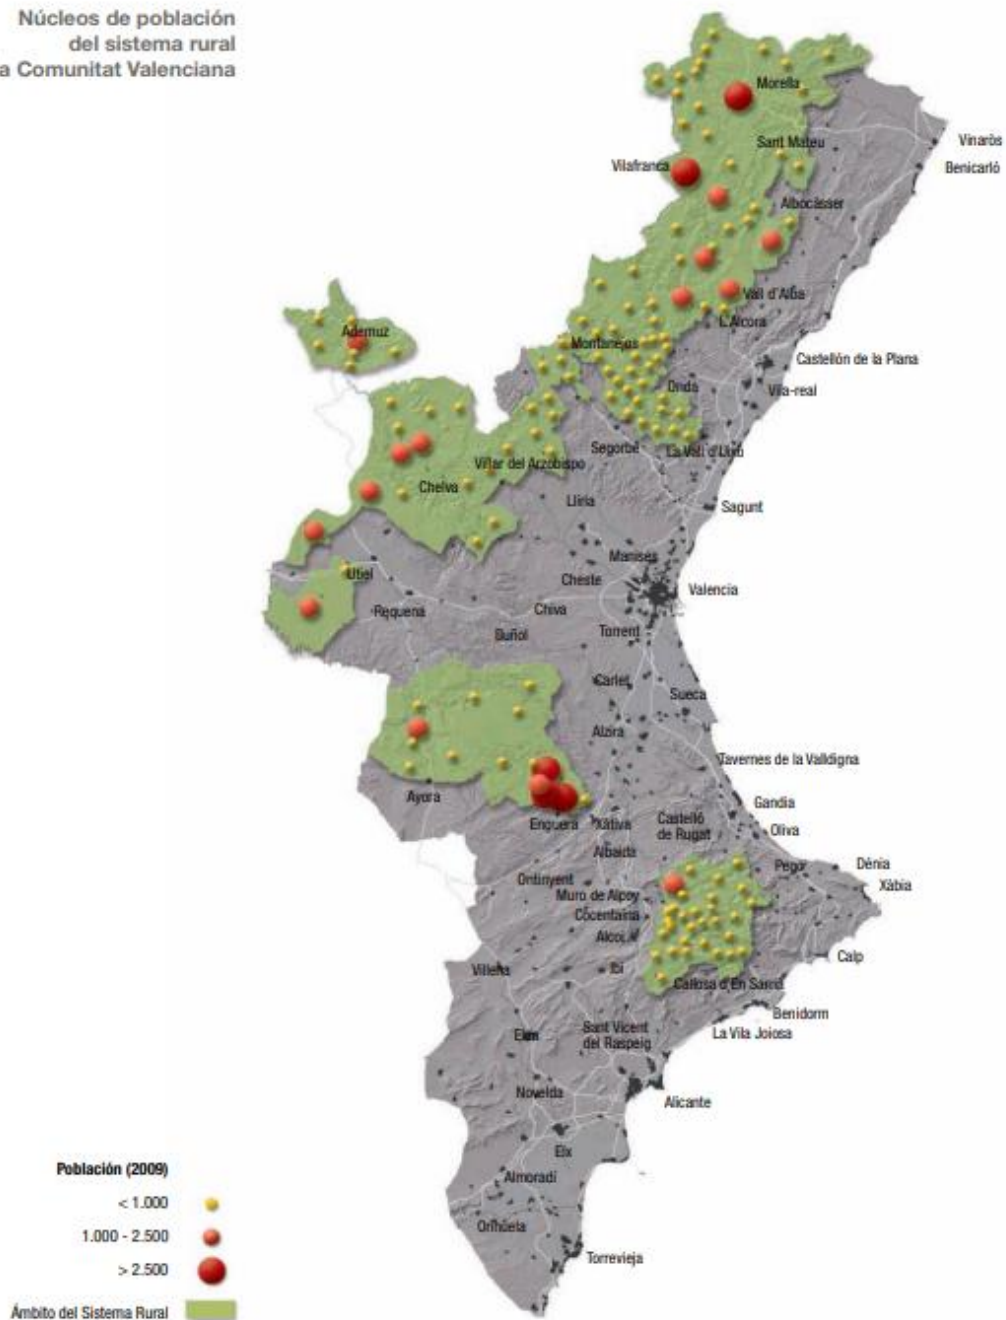 Núcleos de población
del sistema rural
a Comunitat Valenciana
Morella
Vinaròs
Sant Mateu
Benicarló
Vilafranca
Albocàsser
Vall d'Alba
L'Alcora
Ademuz
Montanejos
Castellón de la Plana
Onda
Vila-real
Segorbe
La Vall d'Uixó
Villar del Arzobispo
Chelva
Llíria
Sagunt
Manises
Utiel
Cheste
Valencia
Requena
Chiva
Buñol
Torrent
Carlet
Sueca
Alzira
Tavernes de la Valldigna
Ayora
Gandia
Enguera
Xàtiva
Castelló
de Rugat
Oliva
Albaida
Pego
Dénia
Ontinyent
Xàbia
Muro de Alcoy
Cocentaina
Alcoi
Calp
Villena
Ibi
Callosa d'En Sarrià
Benidorm
La Vila Joiosa
Sant Vicent
del Raspeig
Novelda
Alicante
Elx
Almoradí
Orihuela
Torrevieja
Población (2009)
< 1.000
1.000 - 2.500
> 2.500
Ámbito del Sistema Rural